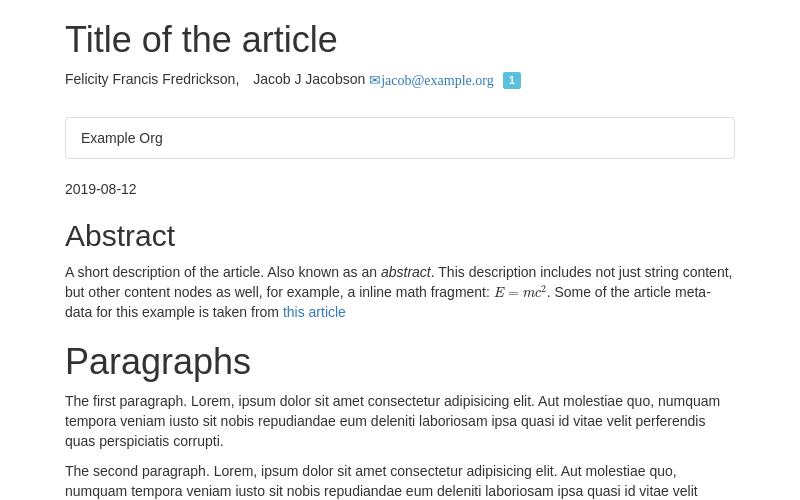 Title of the article
Felicity Francis Fredrickson, Jacob J Jacobson ✉jacob@example.org 1
Example Org
2019-08-12
Abstract
A short description of the article. Also known as an abstract. This description includes not just string content,
but other content nodes as well, for example, a inline math fragment: E = mc². Some of the article meta-
data for this example is taken from this article
Paragraphs
The first paragraph. Lorem, ipsum dolor sit amet consectetur adipisicing elit. Aut molestiae quo, numquam
tempora veniam iusto sit nobis repudiandae eum deleniti laboriosam ipsa quasi id vitae velit perferendis
quas perspiciatis corrupti.
The second paragraph. Lorem, ipsum dolor sit amet consectetur adipisicing elit. Aut molestiae quo,
numquam tempora veniam iusto sit nobis repudiandae eum deleniti laboriosam ipsa quasi id vitae velit